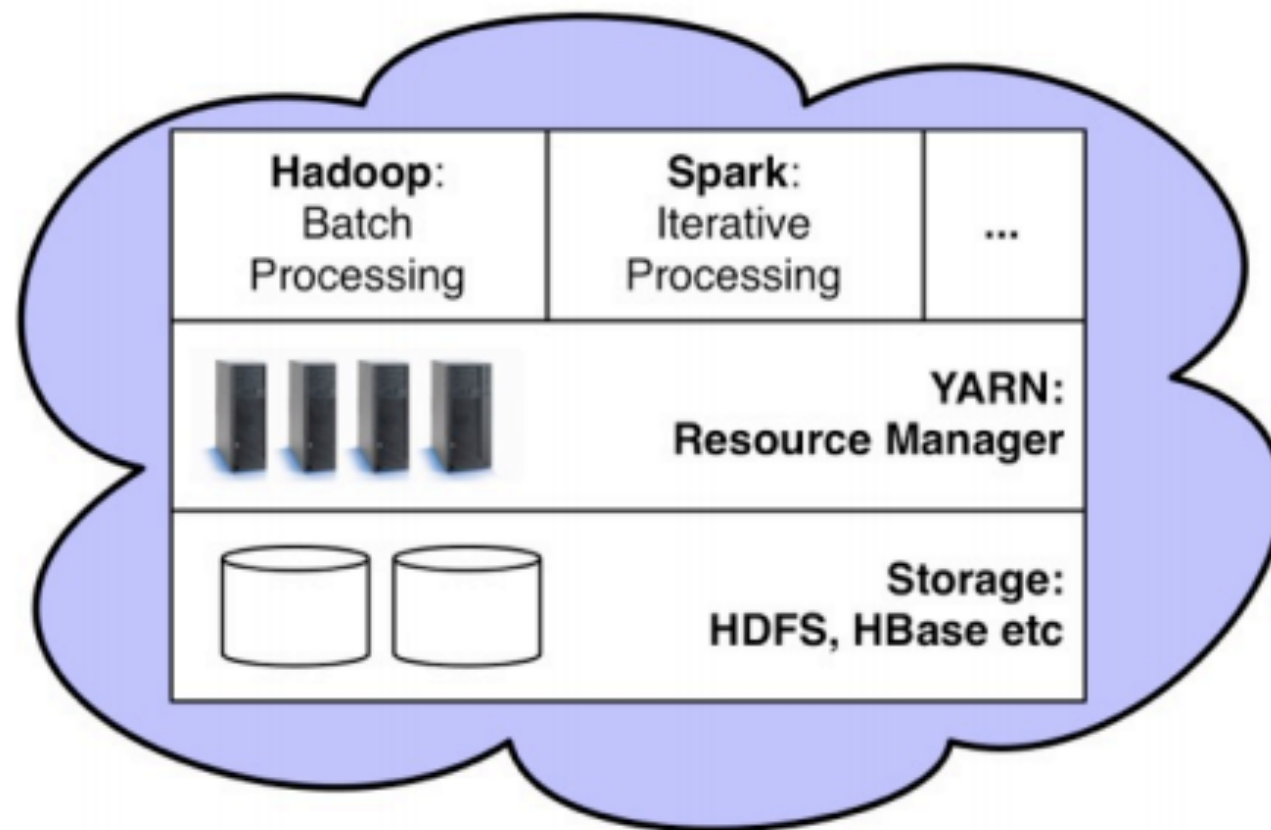 Hadoop:
Batch
Processing
Spark:
Iterative
Processing
...
YARN:
Resource Manager
Storage:
HDFS, HBase etc